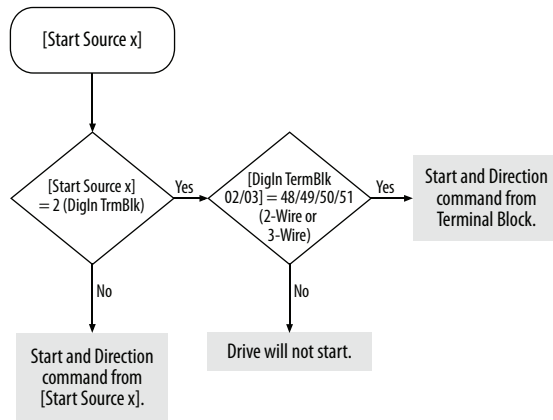 [Start Source x]
[Start Source x]
= 2 (DigIn TrmBlk)
Yes
[DigIn TermBlk
02/03] = 48/49/50/51
(2-Wire or
3-Wire)
Yes
Start and Direction
command from
Terminal Block.
No
No
Start and Direction
command from
[Start Source x].
Drive will not start.